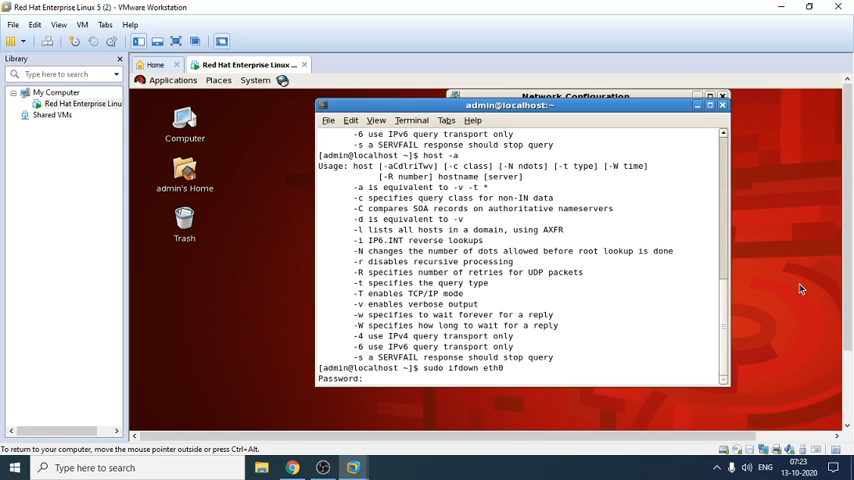 Red Hat Enterprise Linux 5 (2) - VMware Workstation
File Edit View VM Tabs Help
Library
Type here to search
My Computer
Red Hat Enterprise Linu
Shared VMs
Home
Red Hat Enterprise Linux ...
Applications Places System
Computer
admin's Home
Trash
Network Configuration
admin@localhost:~
File Edit View Terminal Tabs Help
-6 use IPv6 query transport only
-s a SERVFAIL response should stop query
[admin@localhost ~]$ host -a
Usage: host [-aCdlriTwv] [-c class] [-N ndots] [-t type] [-W time]
[-R number] hostname [server]
-a is equivalent to -v -t *
-c specifies query class for non-IN data
-C compares SOA records on authoritative nameservers
-d is equivalent to -v
-l lists all hosts in a domain, using AXFR
-i IP6.INT reverse lookups
-N changes the number of dots allowed before root lookup is done
-r disables recursive processing
-R specifies number of retries for UDP packets
-t specifies the query type
-T enables TCP/IP mode
-v enables verbose output
-w specifies to wait forever for a reply
-W specifies how long to wait for a reply
-4 use IPv4 query transport only
-6 use IPv6 query transport only
-s a SERVFAIL response should stop query
[admin@localhost ~]$ sudo ifdown eth0
Password:
To return to your computer, move the mouse pointer outside or press Ctrl+Alt.
Type here to search
ENG
07:23
13-10-2020